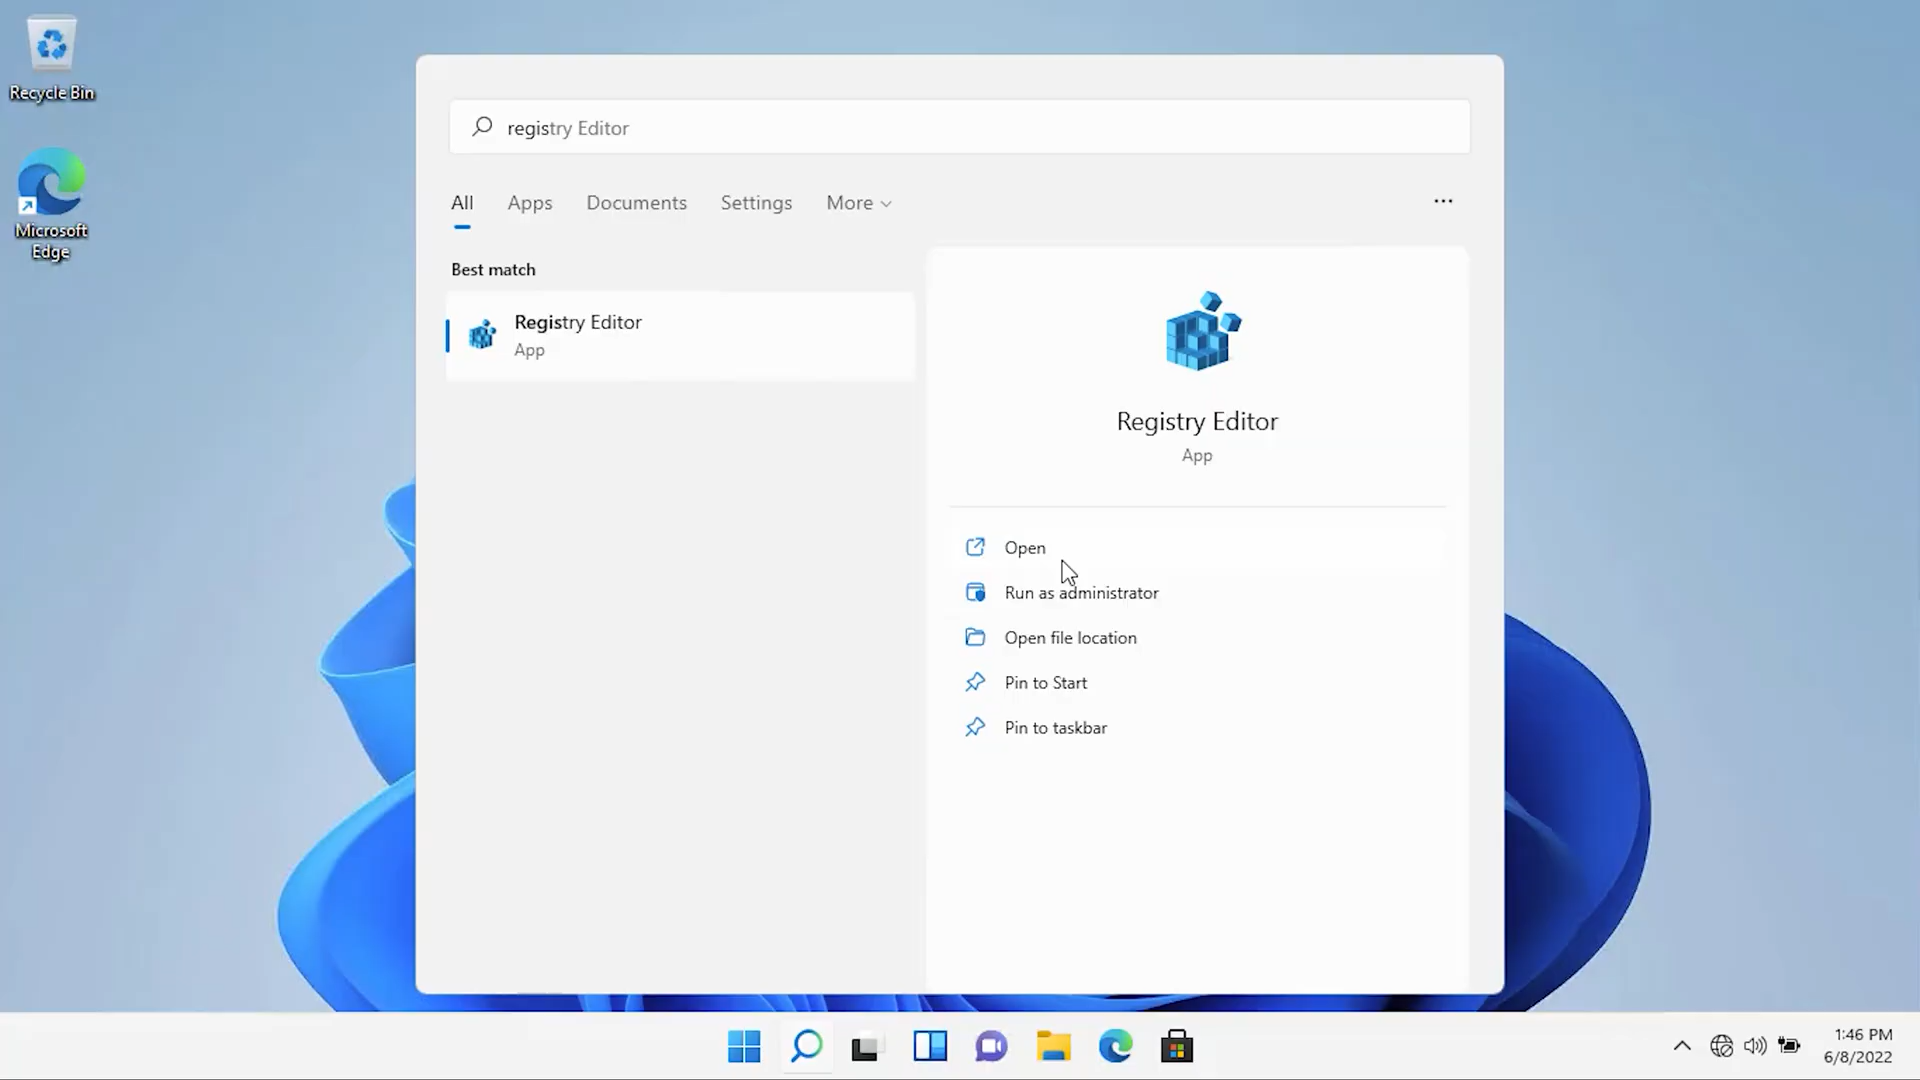 Recycle Bin
Microsoft
Edge
registry Editor
All Apps Documents Settings More ...
Best match
Registry Editor
App
Registry Editor
App
Open
Run as administrator
Open file location
Pin to Start
Pin to taskbar
1:46 PM
6/8/2022